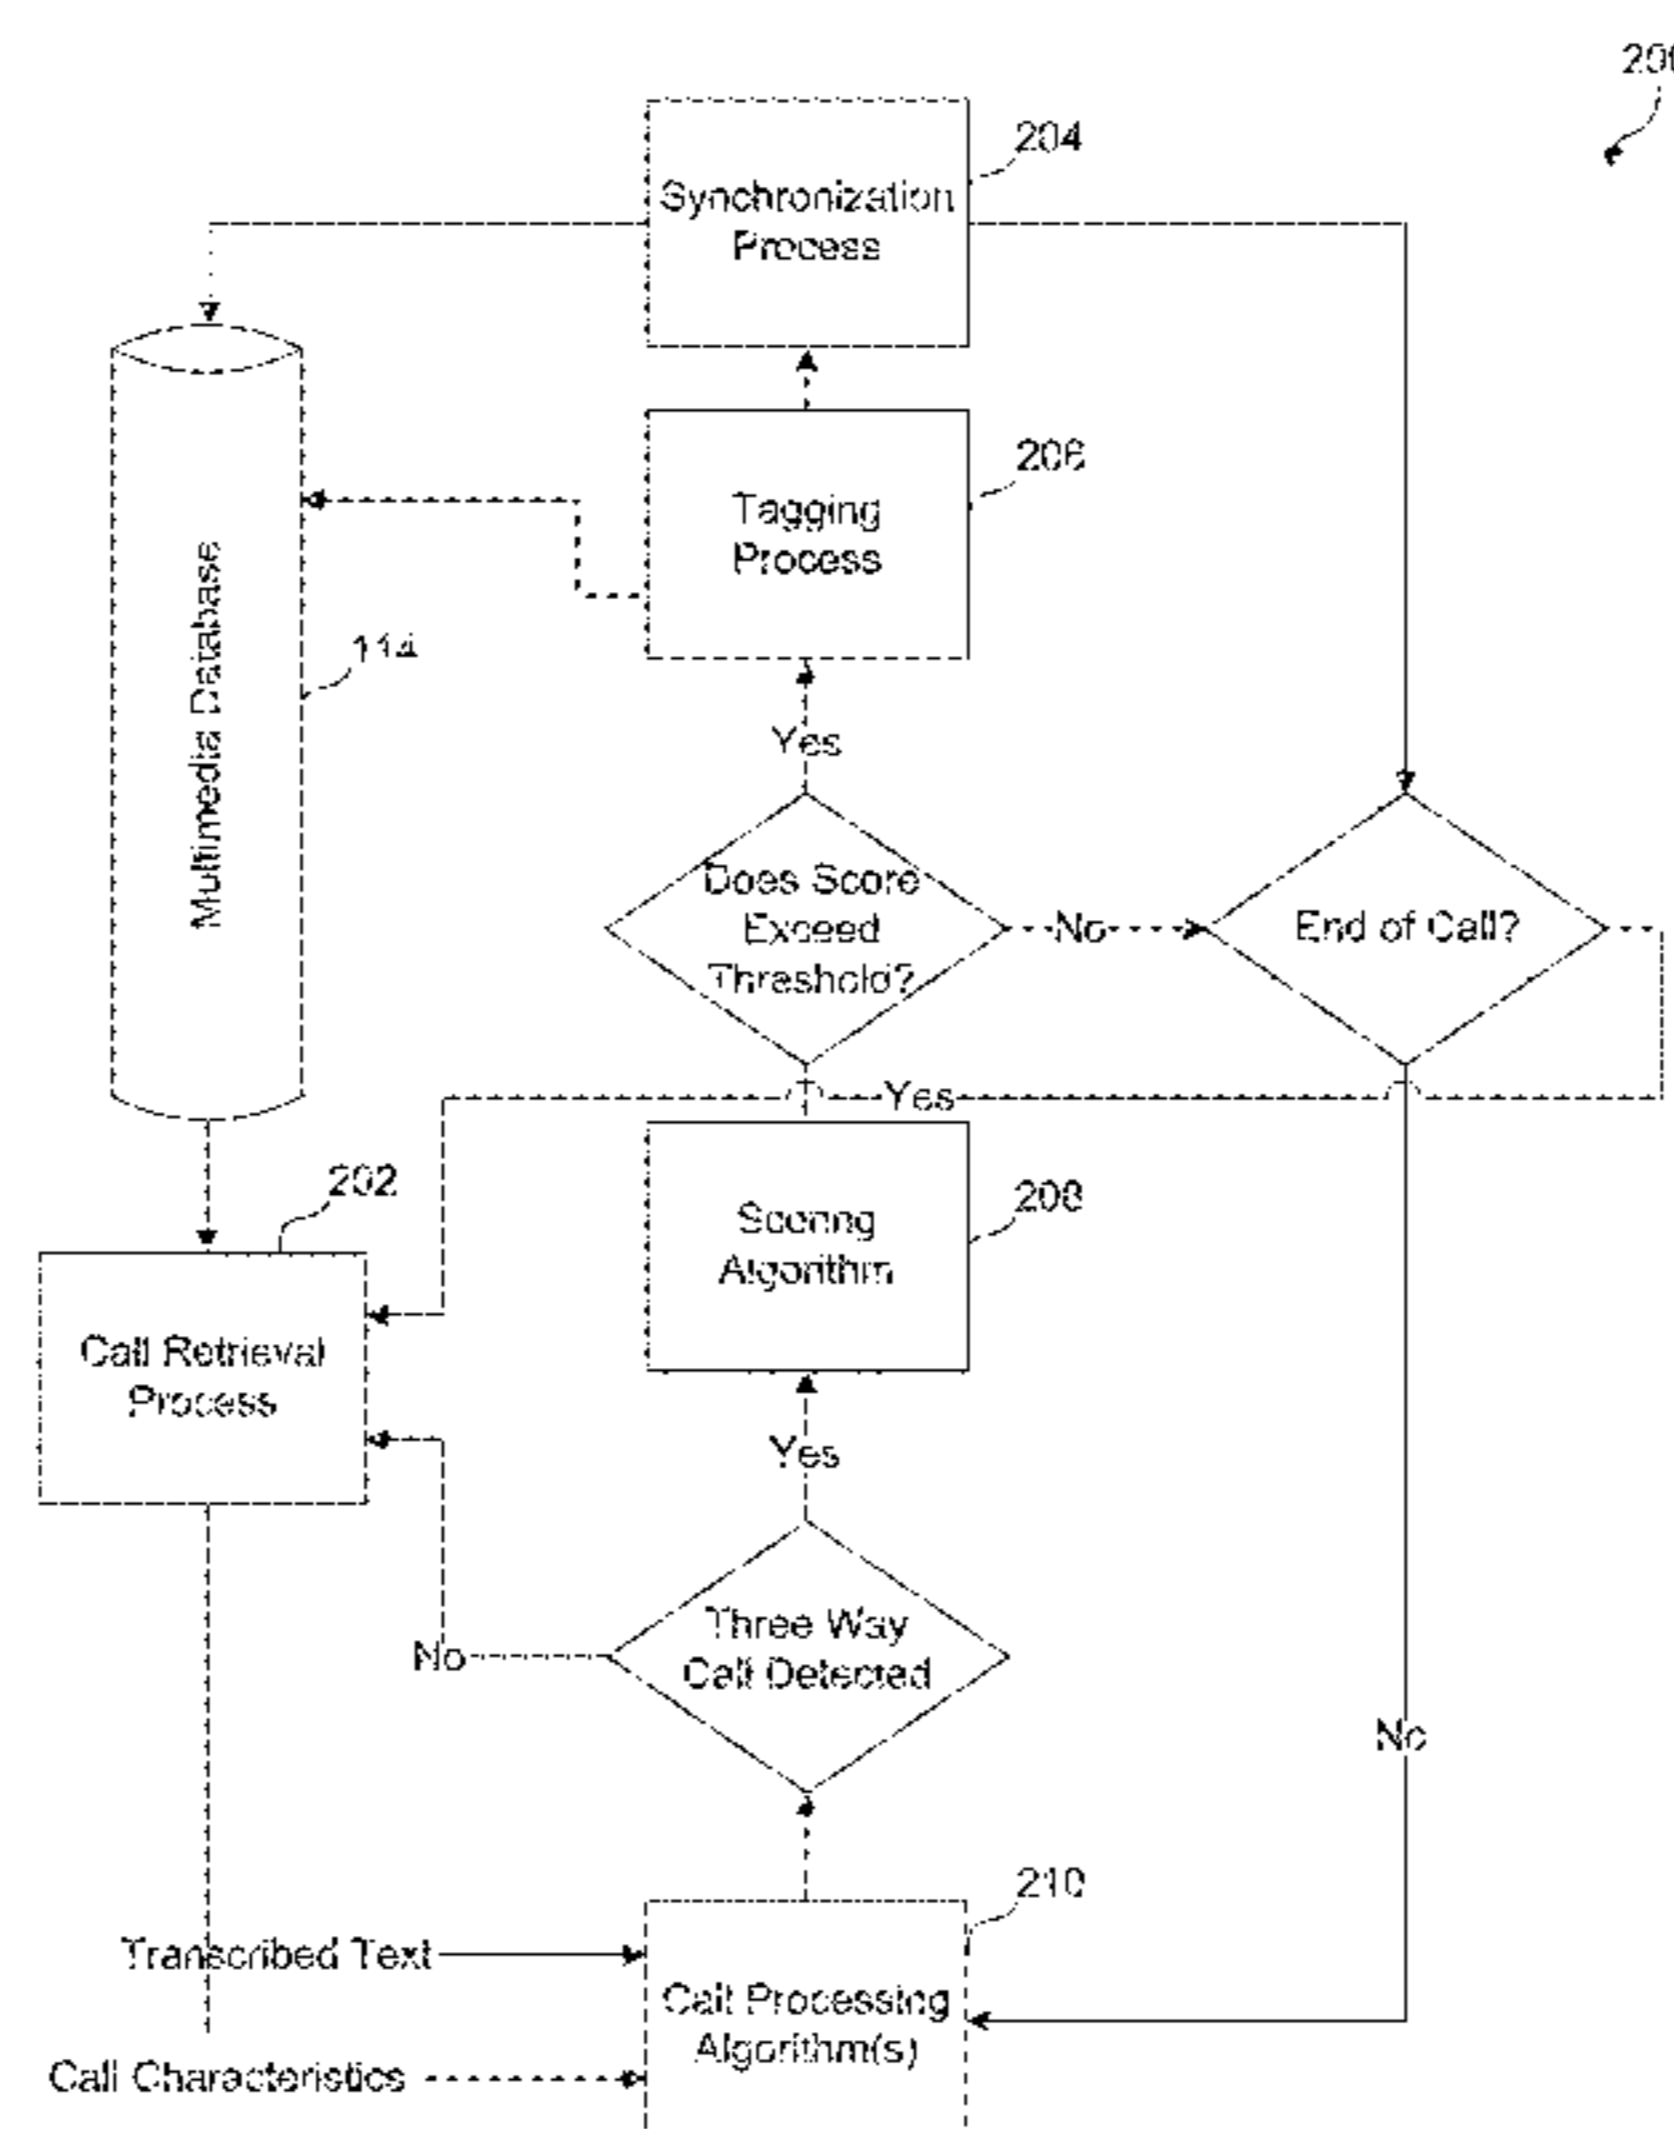 204
Synchronization
Process
206
Tagging
Process
114
Multimedia Database
Yes
Does Score
Exceed
Threshold?
No
End of Call?
Yes
202
208
Scoring
Algorithm
Call Retrieval
Process
Yes
Three Way
Call Detected
No
No
210
Transcribed Text
Call Processing
Algorithm(s)
Call Characteristics